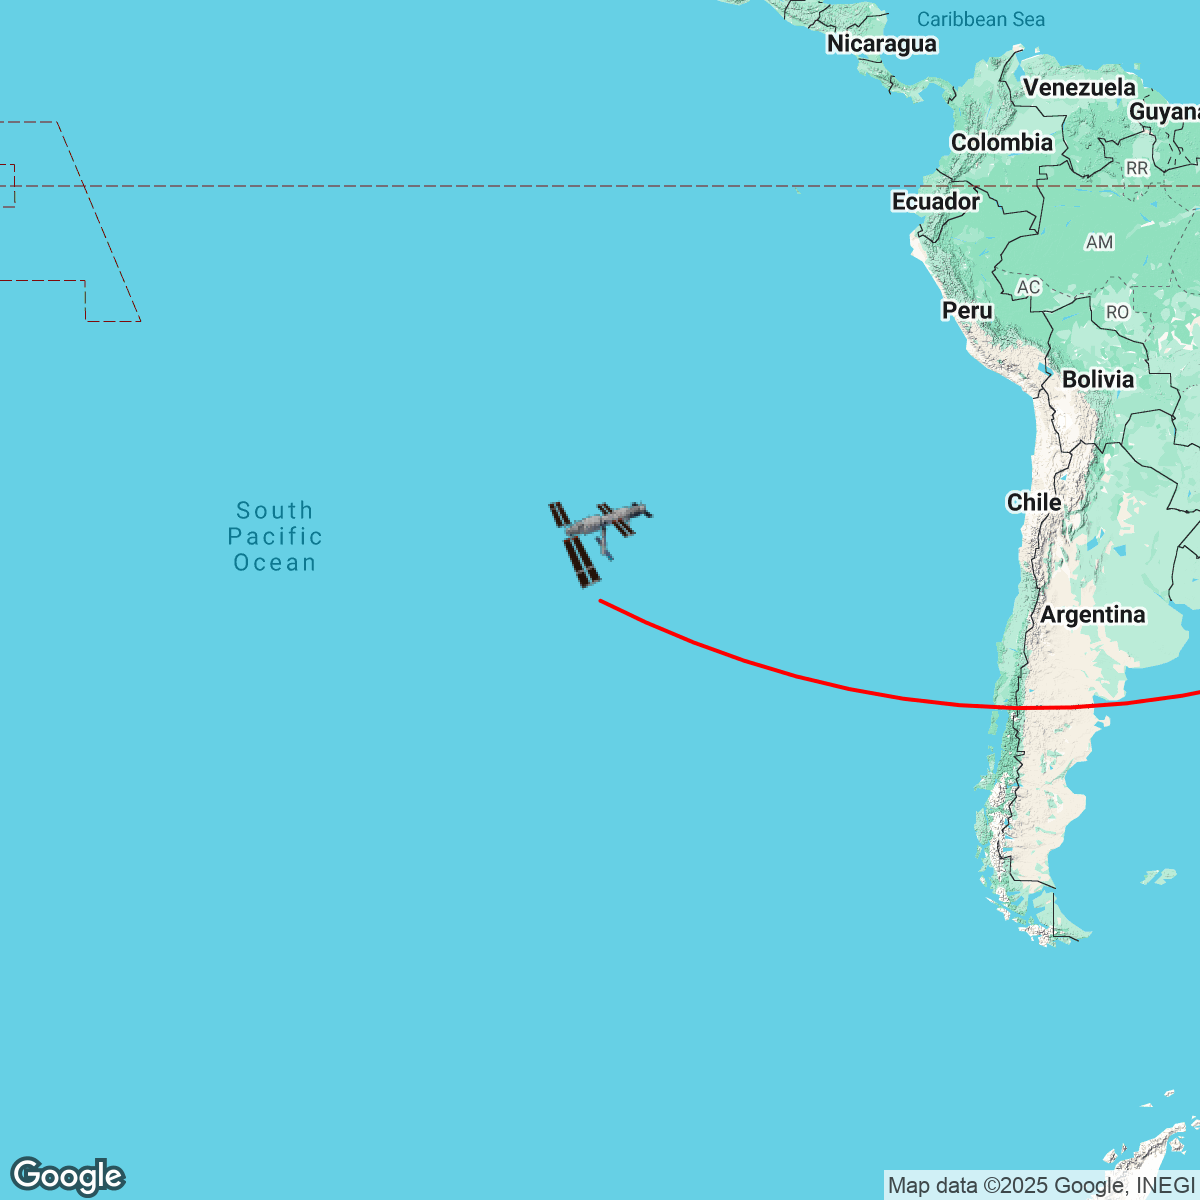 Caribbean Sea
Nicaragua
Venezuela
Guyana
Colombia
RR
Ecuador
AM
AC
Peru
RO
Bolivia
Chile
South
Pacific
Ocean
Argentina
Google
Map data ©2025 Google, INEGI